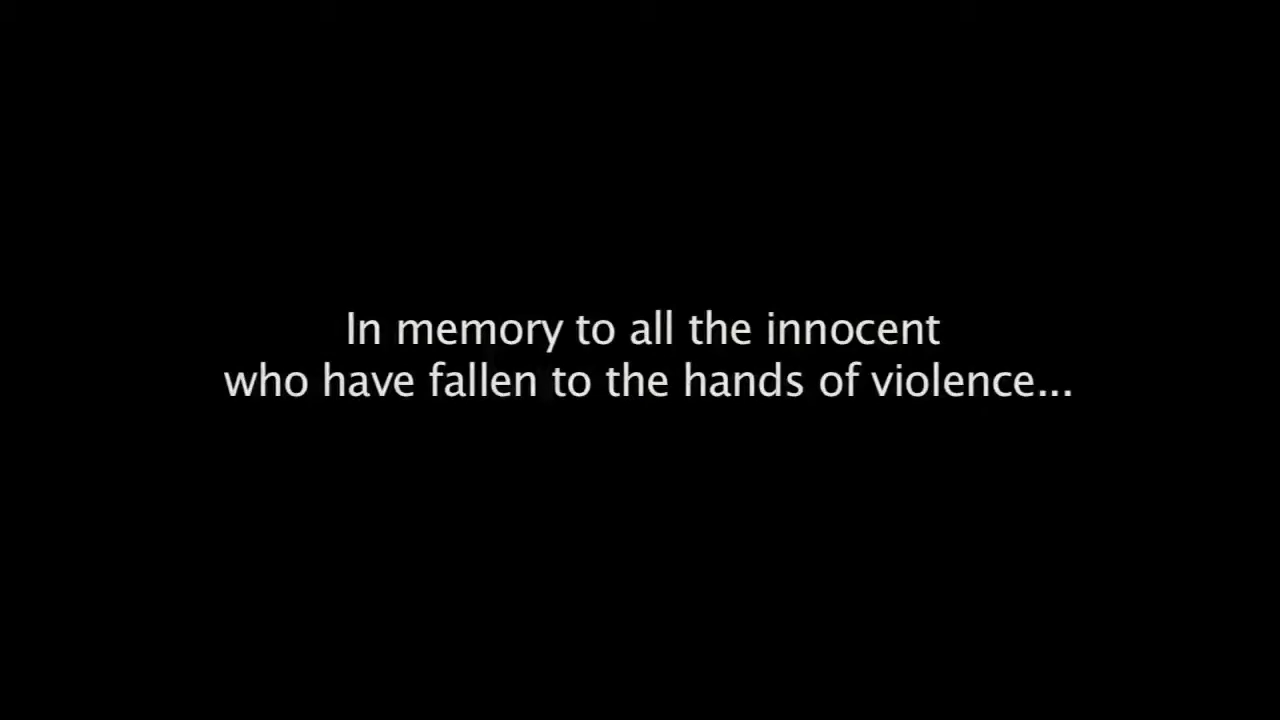 In memory to all the innocent
who have fallen to the hands of violence...